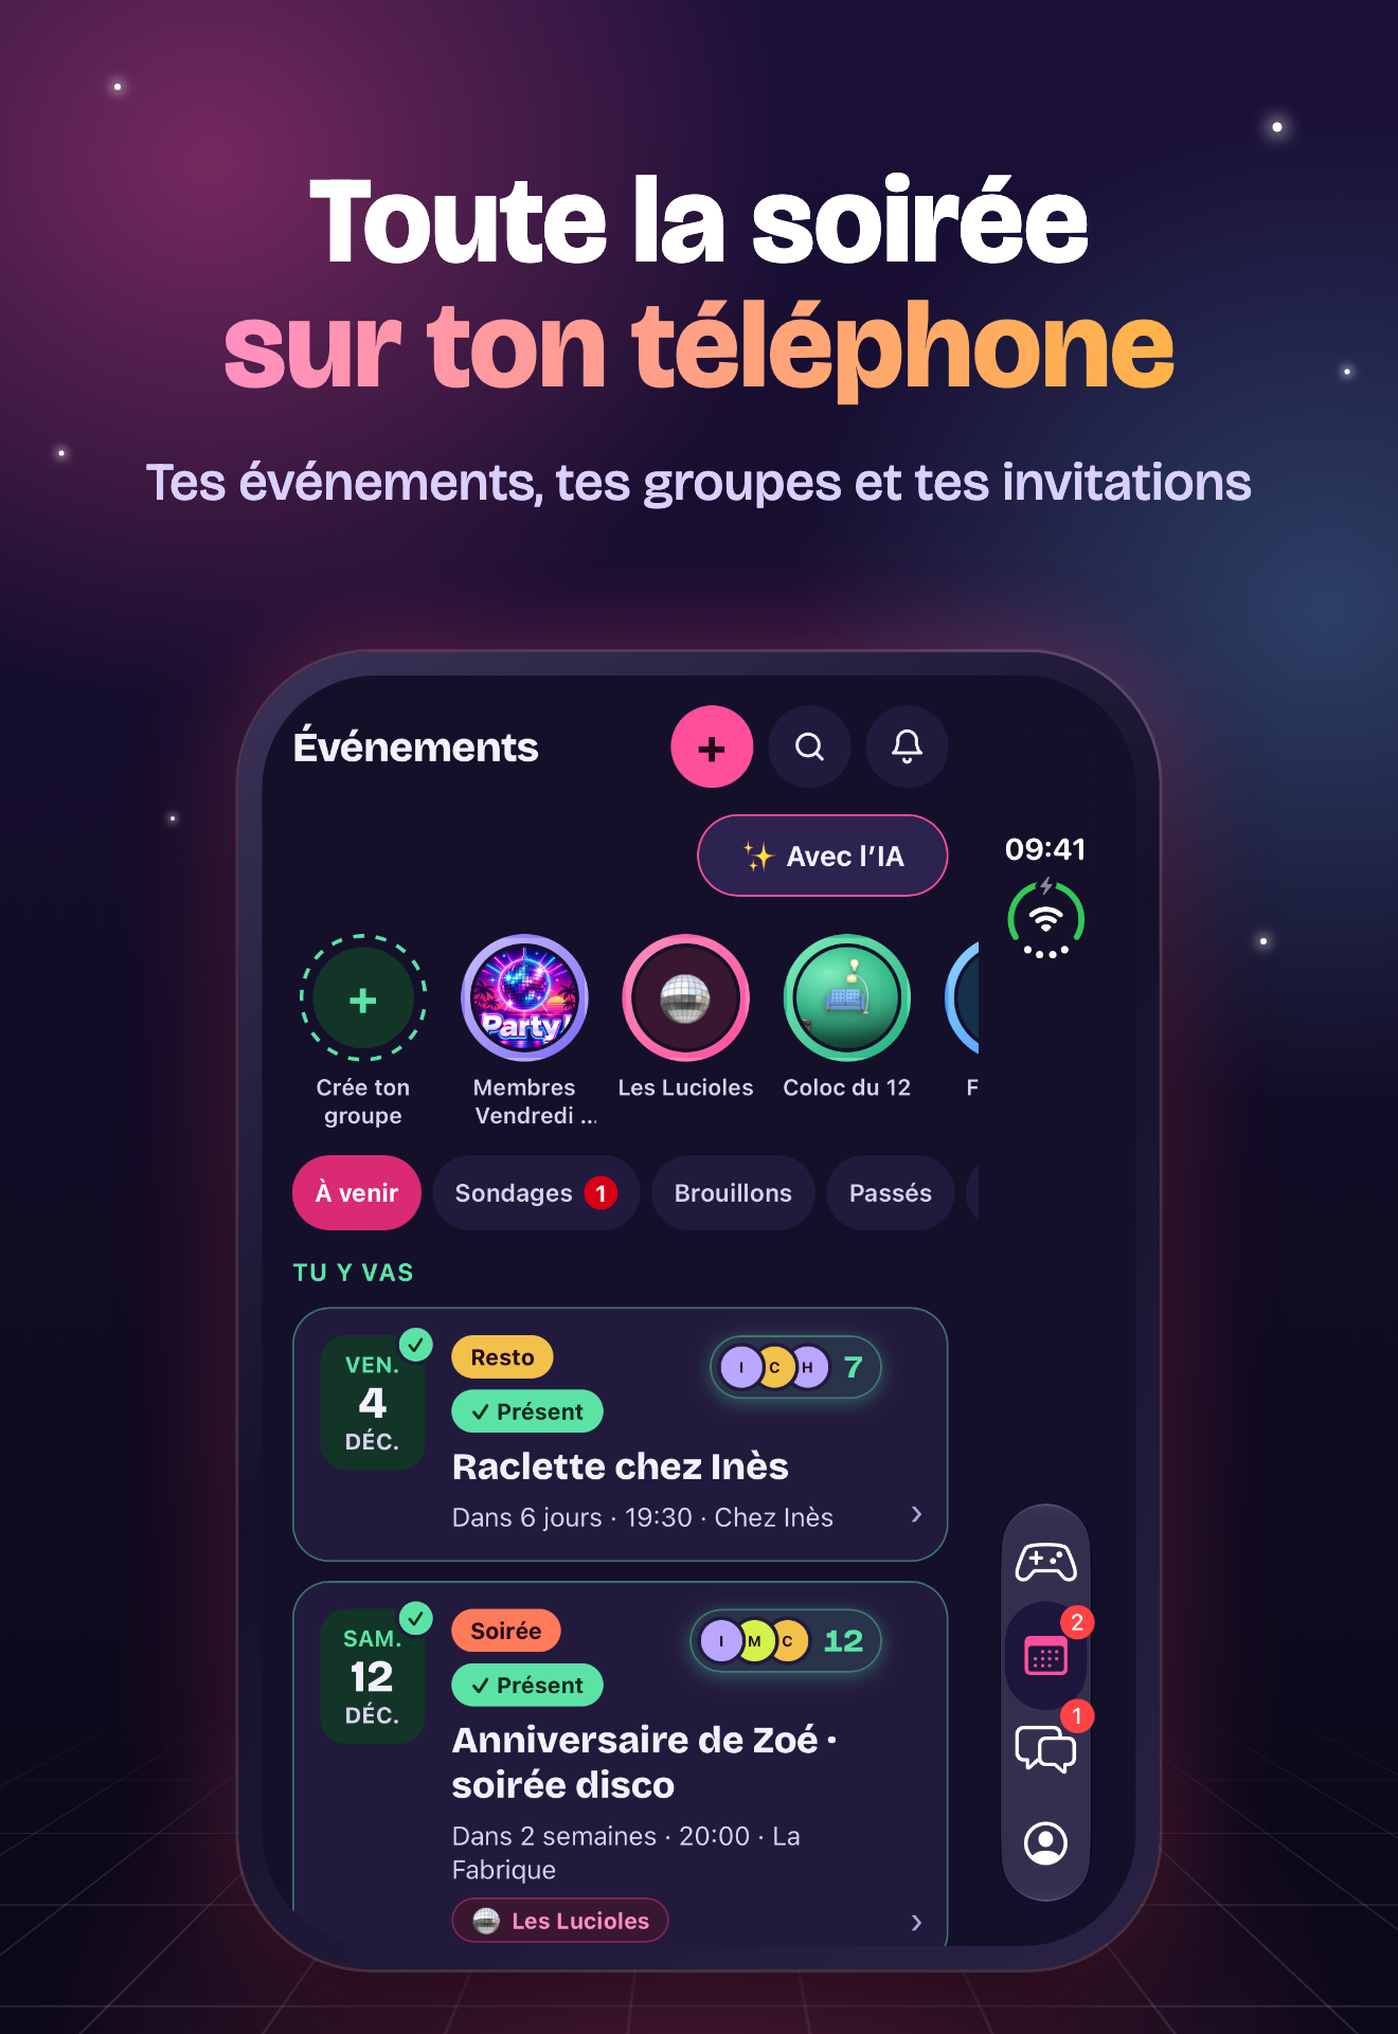 Toute la soirée
sur ton téléphone
Tes événements, tes groupes et tes invitations
Événements
Avec l’IA
09:41
Party!
Crée ton
groupe
Membres
Vendredi ...
Les Lucioles
Coloc du 12
F
À venir
Sondages 1
Brouillons
Passés
TU Y VAS
VEN.
4
DÉC.
Resto
I C H 7
Présent
Raclette chez Inès
Dans 6 jours · 19:30 · Chez Inès
SAM.
12
DÉC.
Soirée
I M C 12
Présent
Anniversaire de Zoé ·
soirée disco
Dans 2 semaines · 20:00 · La
Fabrique
Les Lucioles
2
1